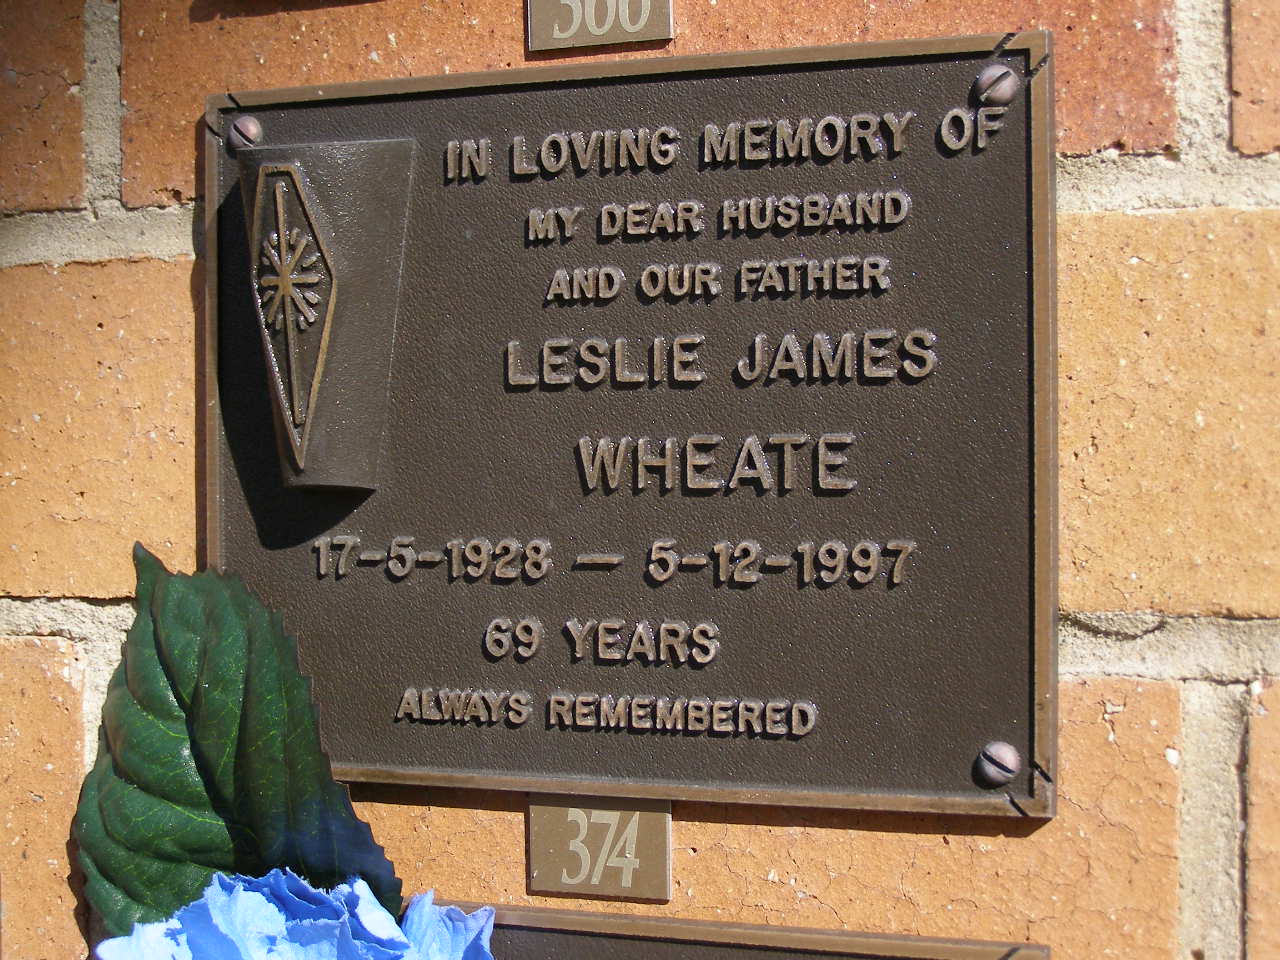 IN LOVING MEMORY OF
MY DEAR HUSBAND
AND OUR FATHER
LESLIE JAMES
WHEATE
17-5-1928 — 5-12-1997
69 YEARS
ALWAYS REMEMBERED
374